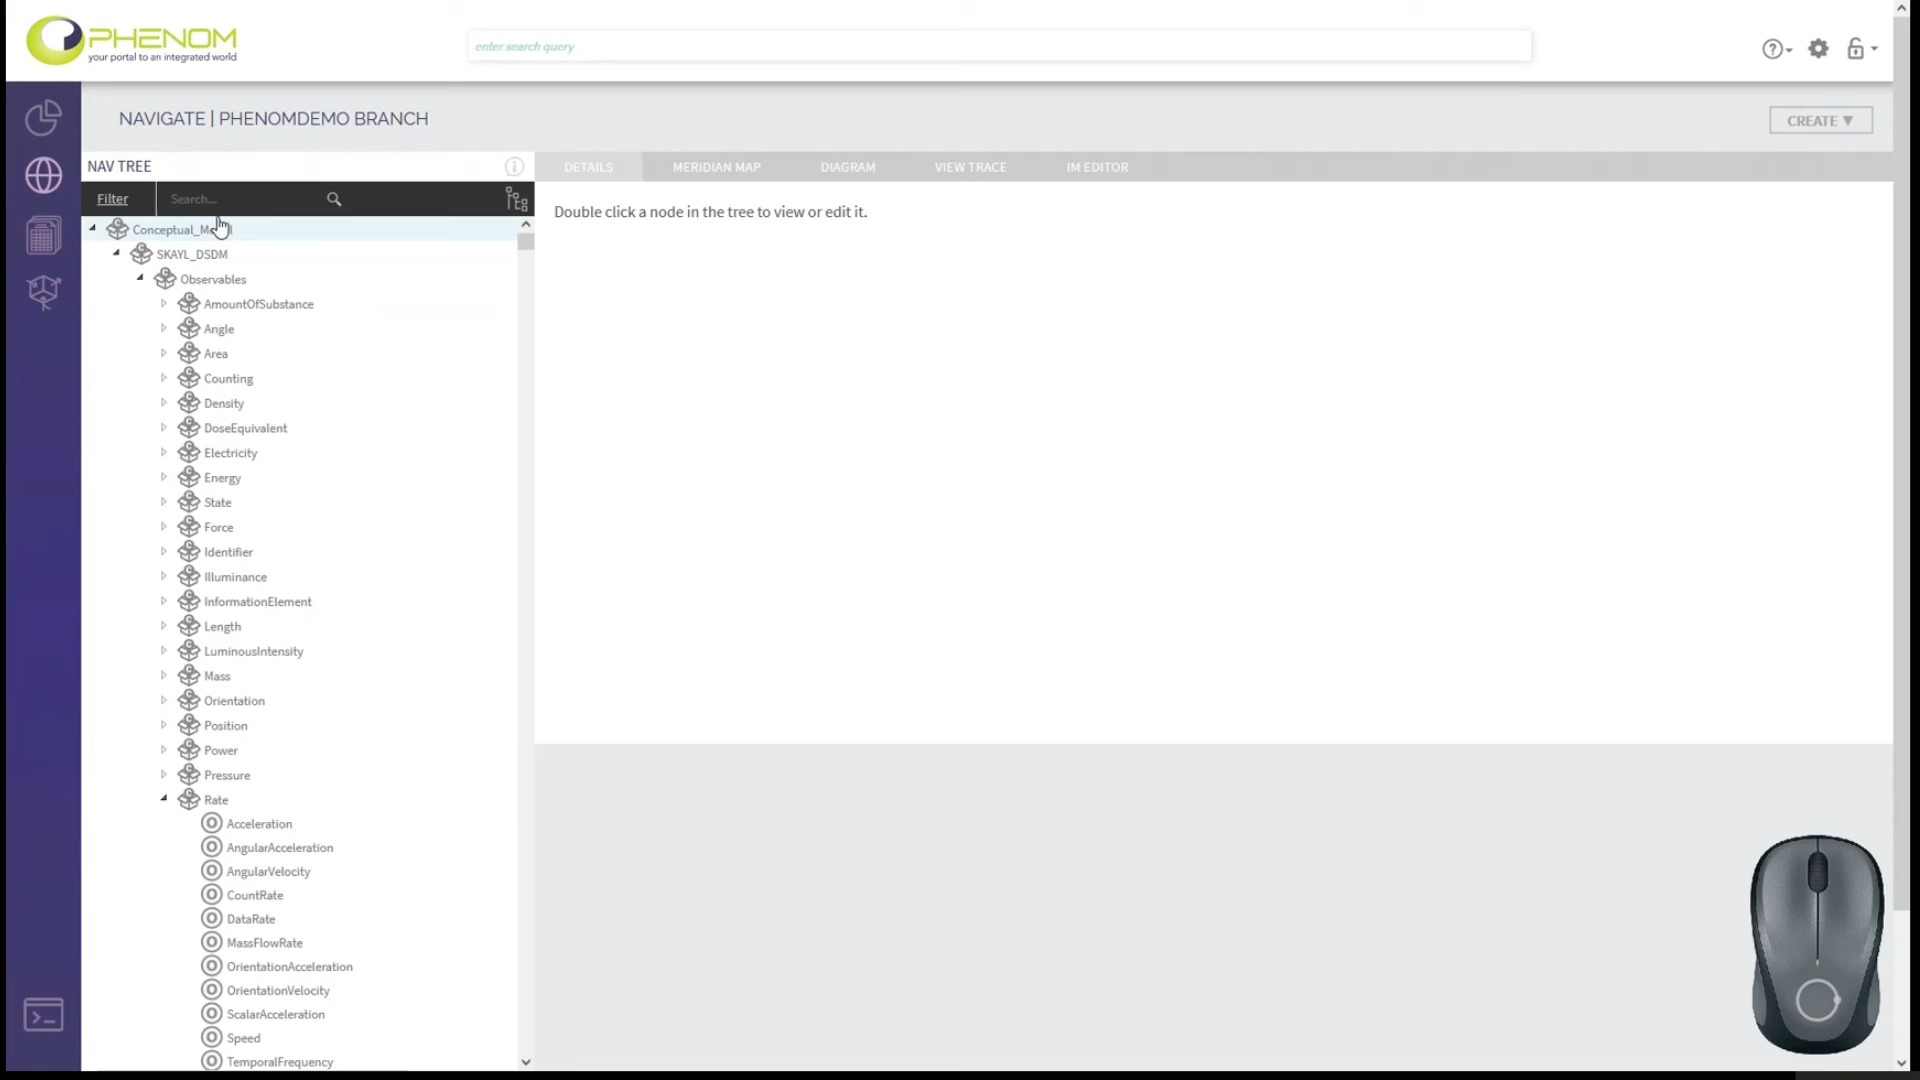 PHENOM
your portal to an integrated world
enter search query
NAVIGATE | PHENOMDEMO BRANCH
CREATE ▼
NAV TREE
DETAILS
MERIDIAN MAP
DIAGRAM
VIEW TRACE
IM EDITOR
Filter
Search...
Double click a node in the tree to view or edit it.
SKAYL_DSDM
Observables
AmountOfSubstance
Angle
Area
Counting
Density
DoseEquivalent
Electricity
Energy
State
Force
Identifier
Illuminance
InformationElement
Length
LuminousIntensity
Mass
Orientation
Position
Power
Pressure
Rate
Acceleration
AngularAcceleration
AngularVelocity
CountRate
DataRate
MassFlowRate
OrientationAcceleration
OrientationVelocity
ScalarAcceleration
Speed
TemporalFrequency